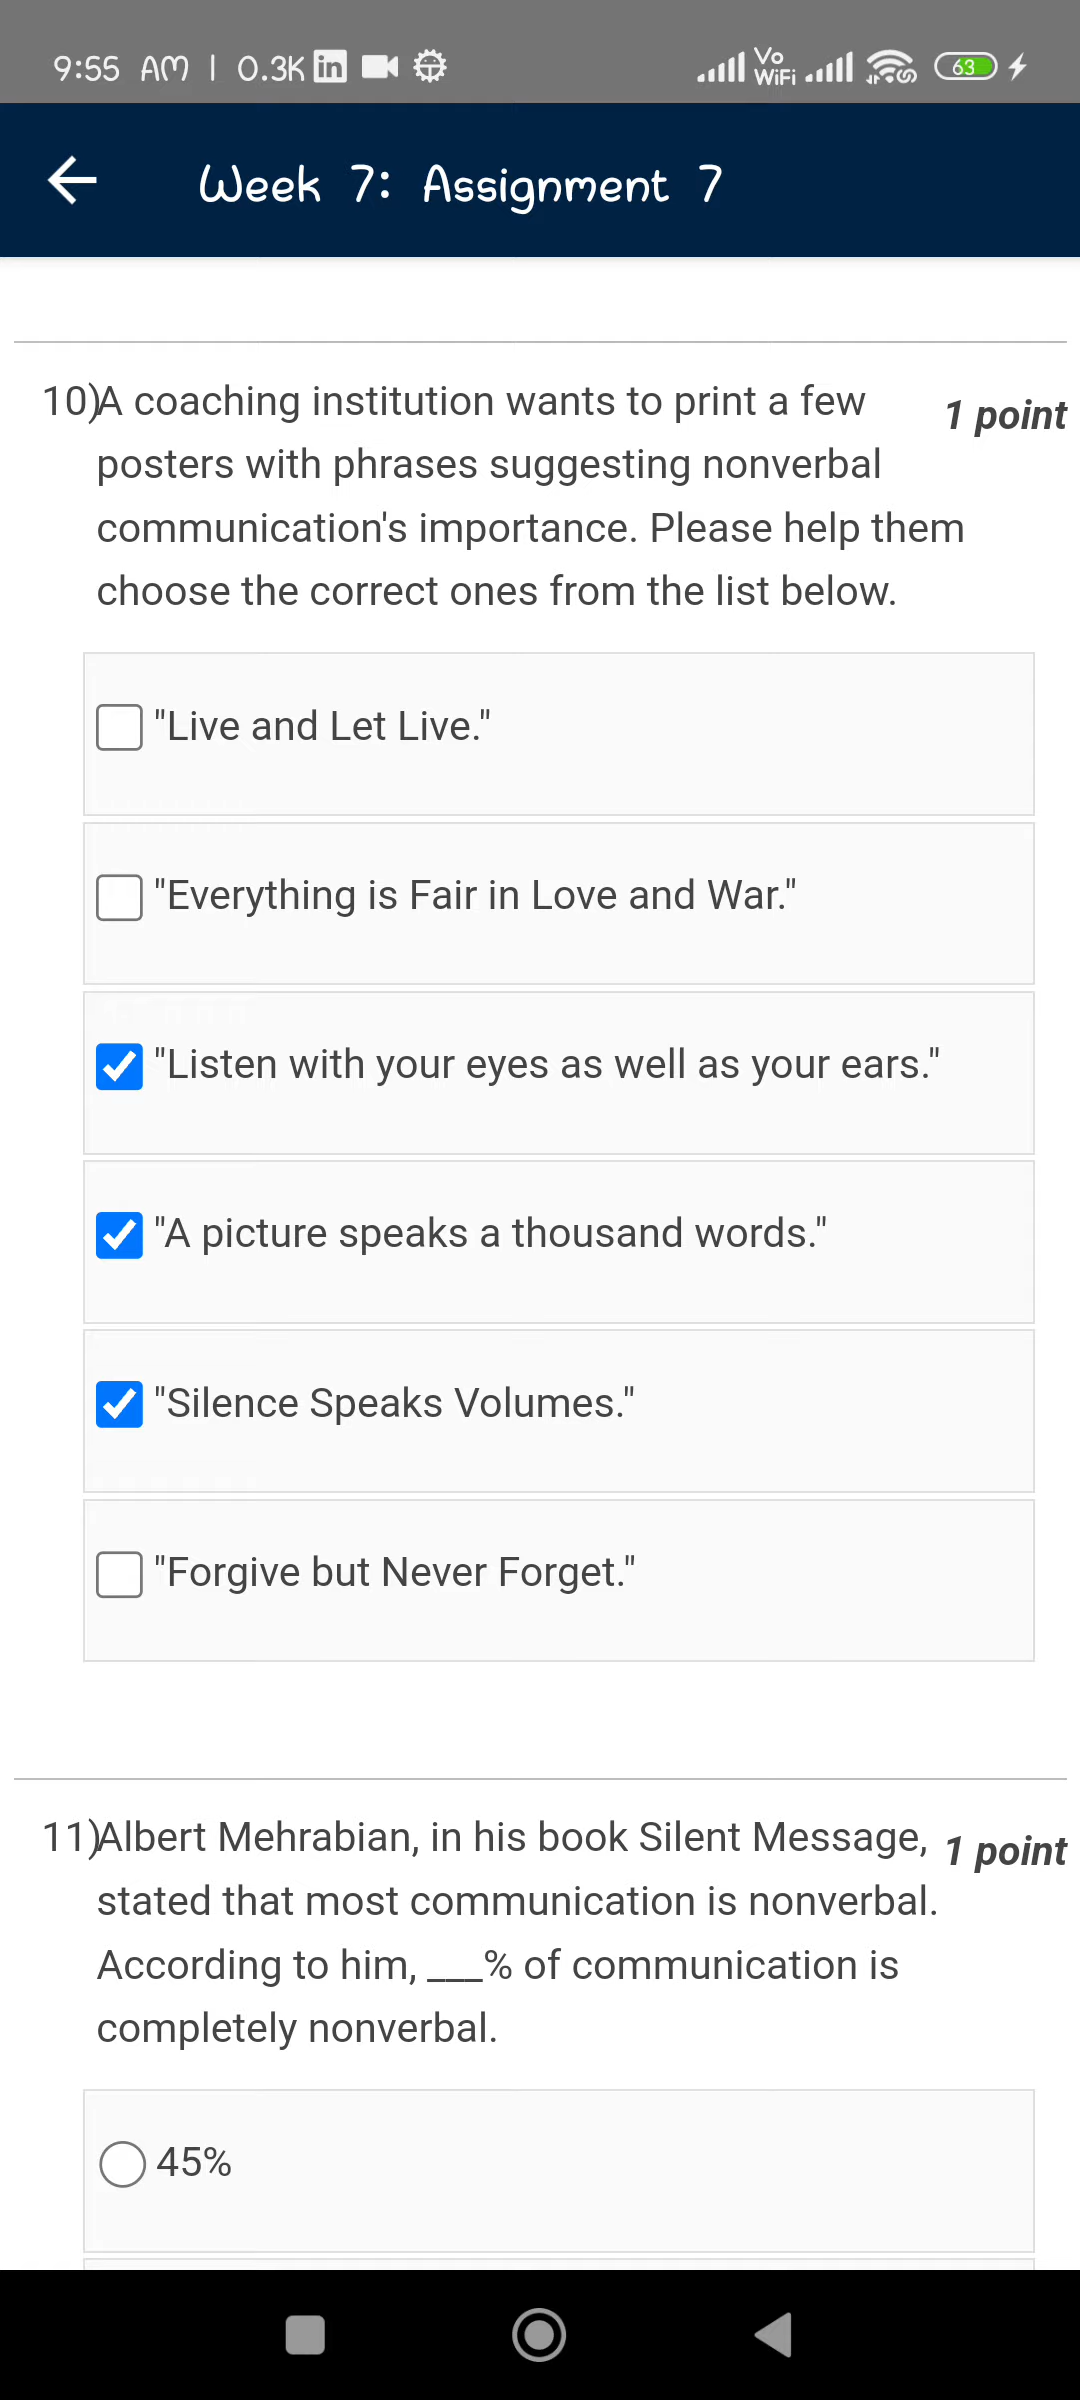 9:55 AM | 0.3K in Vo WiFi 63
Week 7: Assignment 7
10)A coaching institution wants to print a few
1 point
posters with phrases suggesting nonverbal
communication's importance. Please help them
choose the correct ones from the list below.
"Live and Let Live."
"Everything is Fair in Love and War."
"Listen with your eyes as well as your ears."
"A picture speaks a thousand words."
"Silence Speaks Volumes."
"Forgive but Never Forget."
11)Albert Mehrabian, in his book Silent Message,
1 point
stated that most communication is nonverbal.
According to him, ___% of communication is
completely nonverbal.
45%